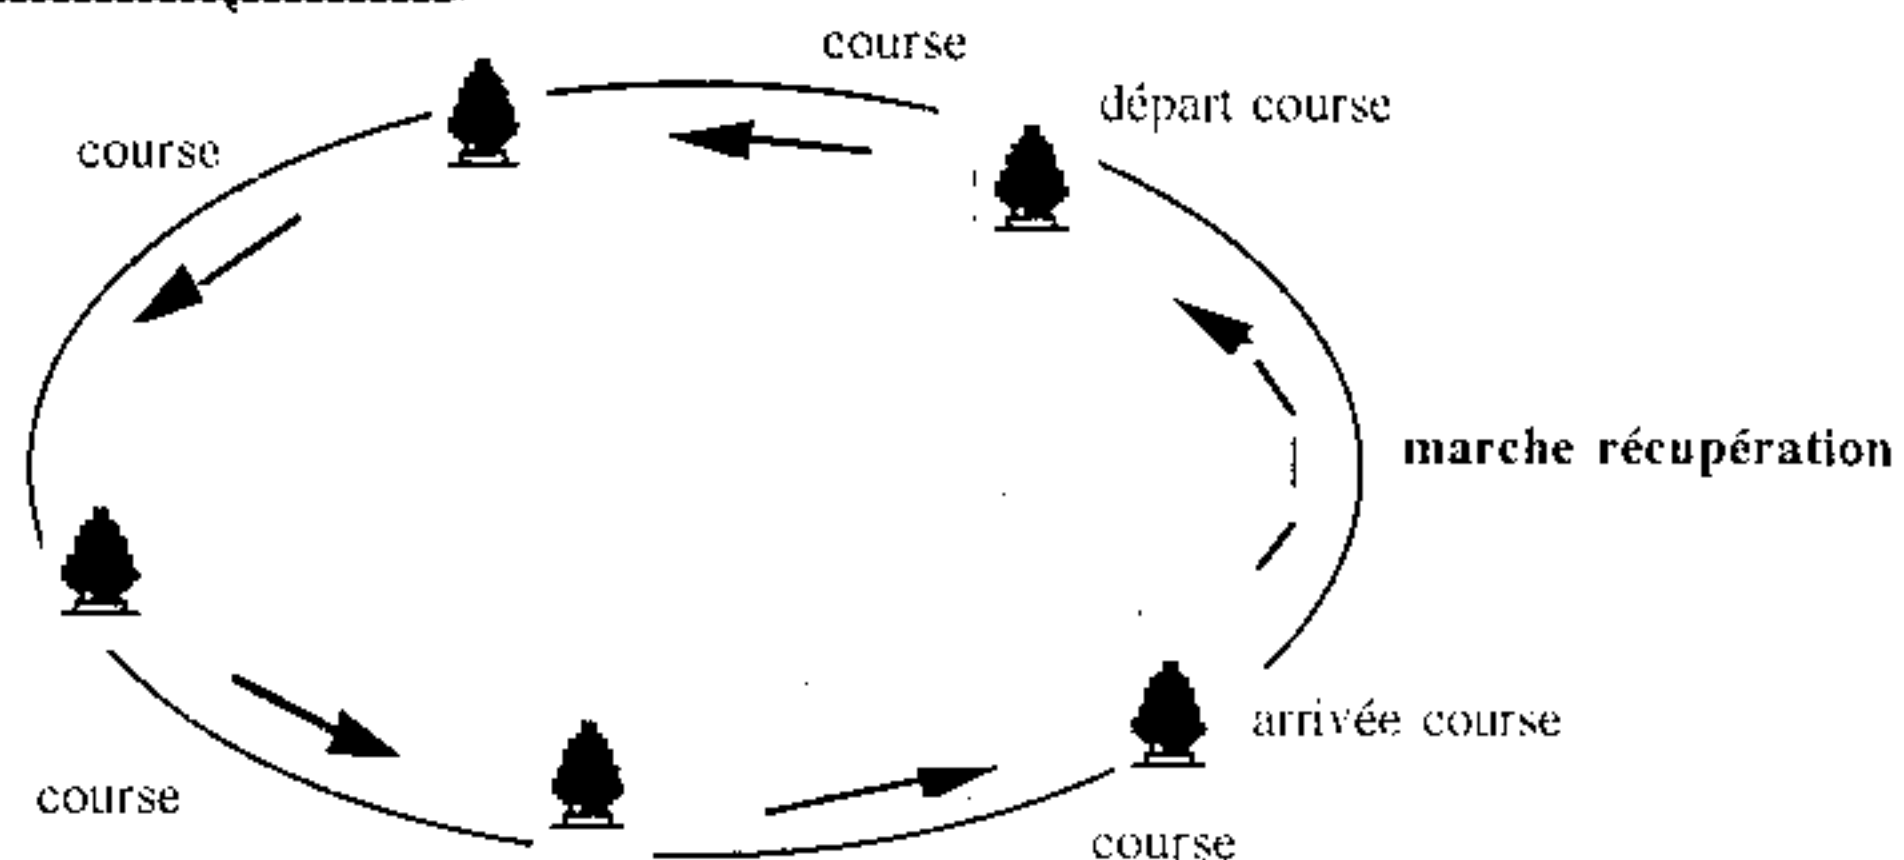 course
départ course
course
marche récupération
arrivée course
course
course